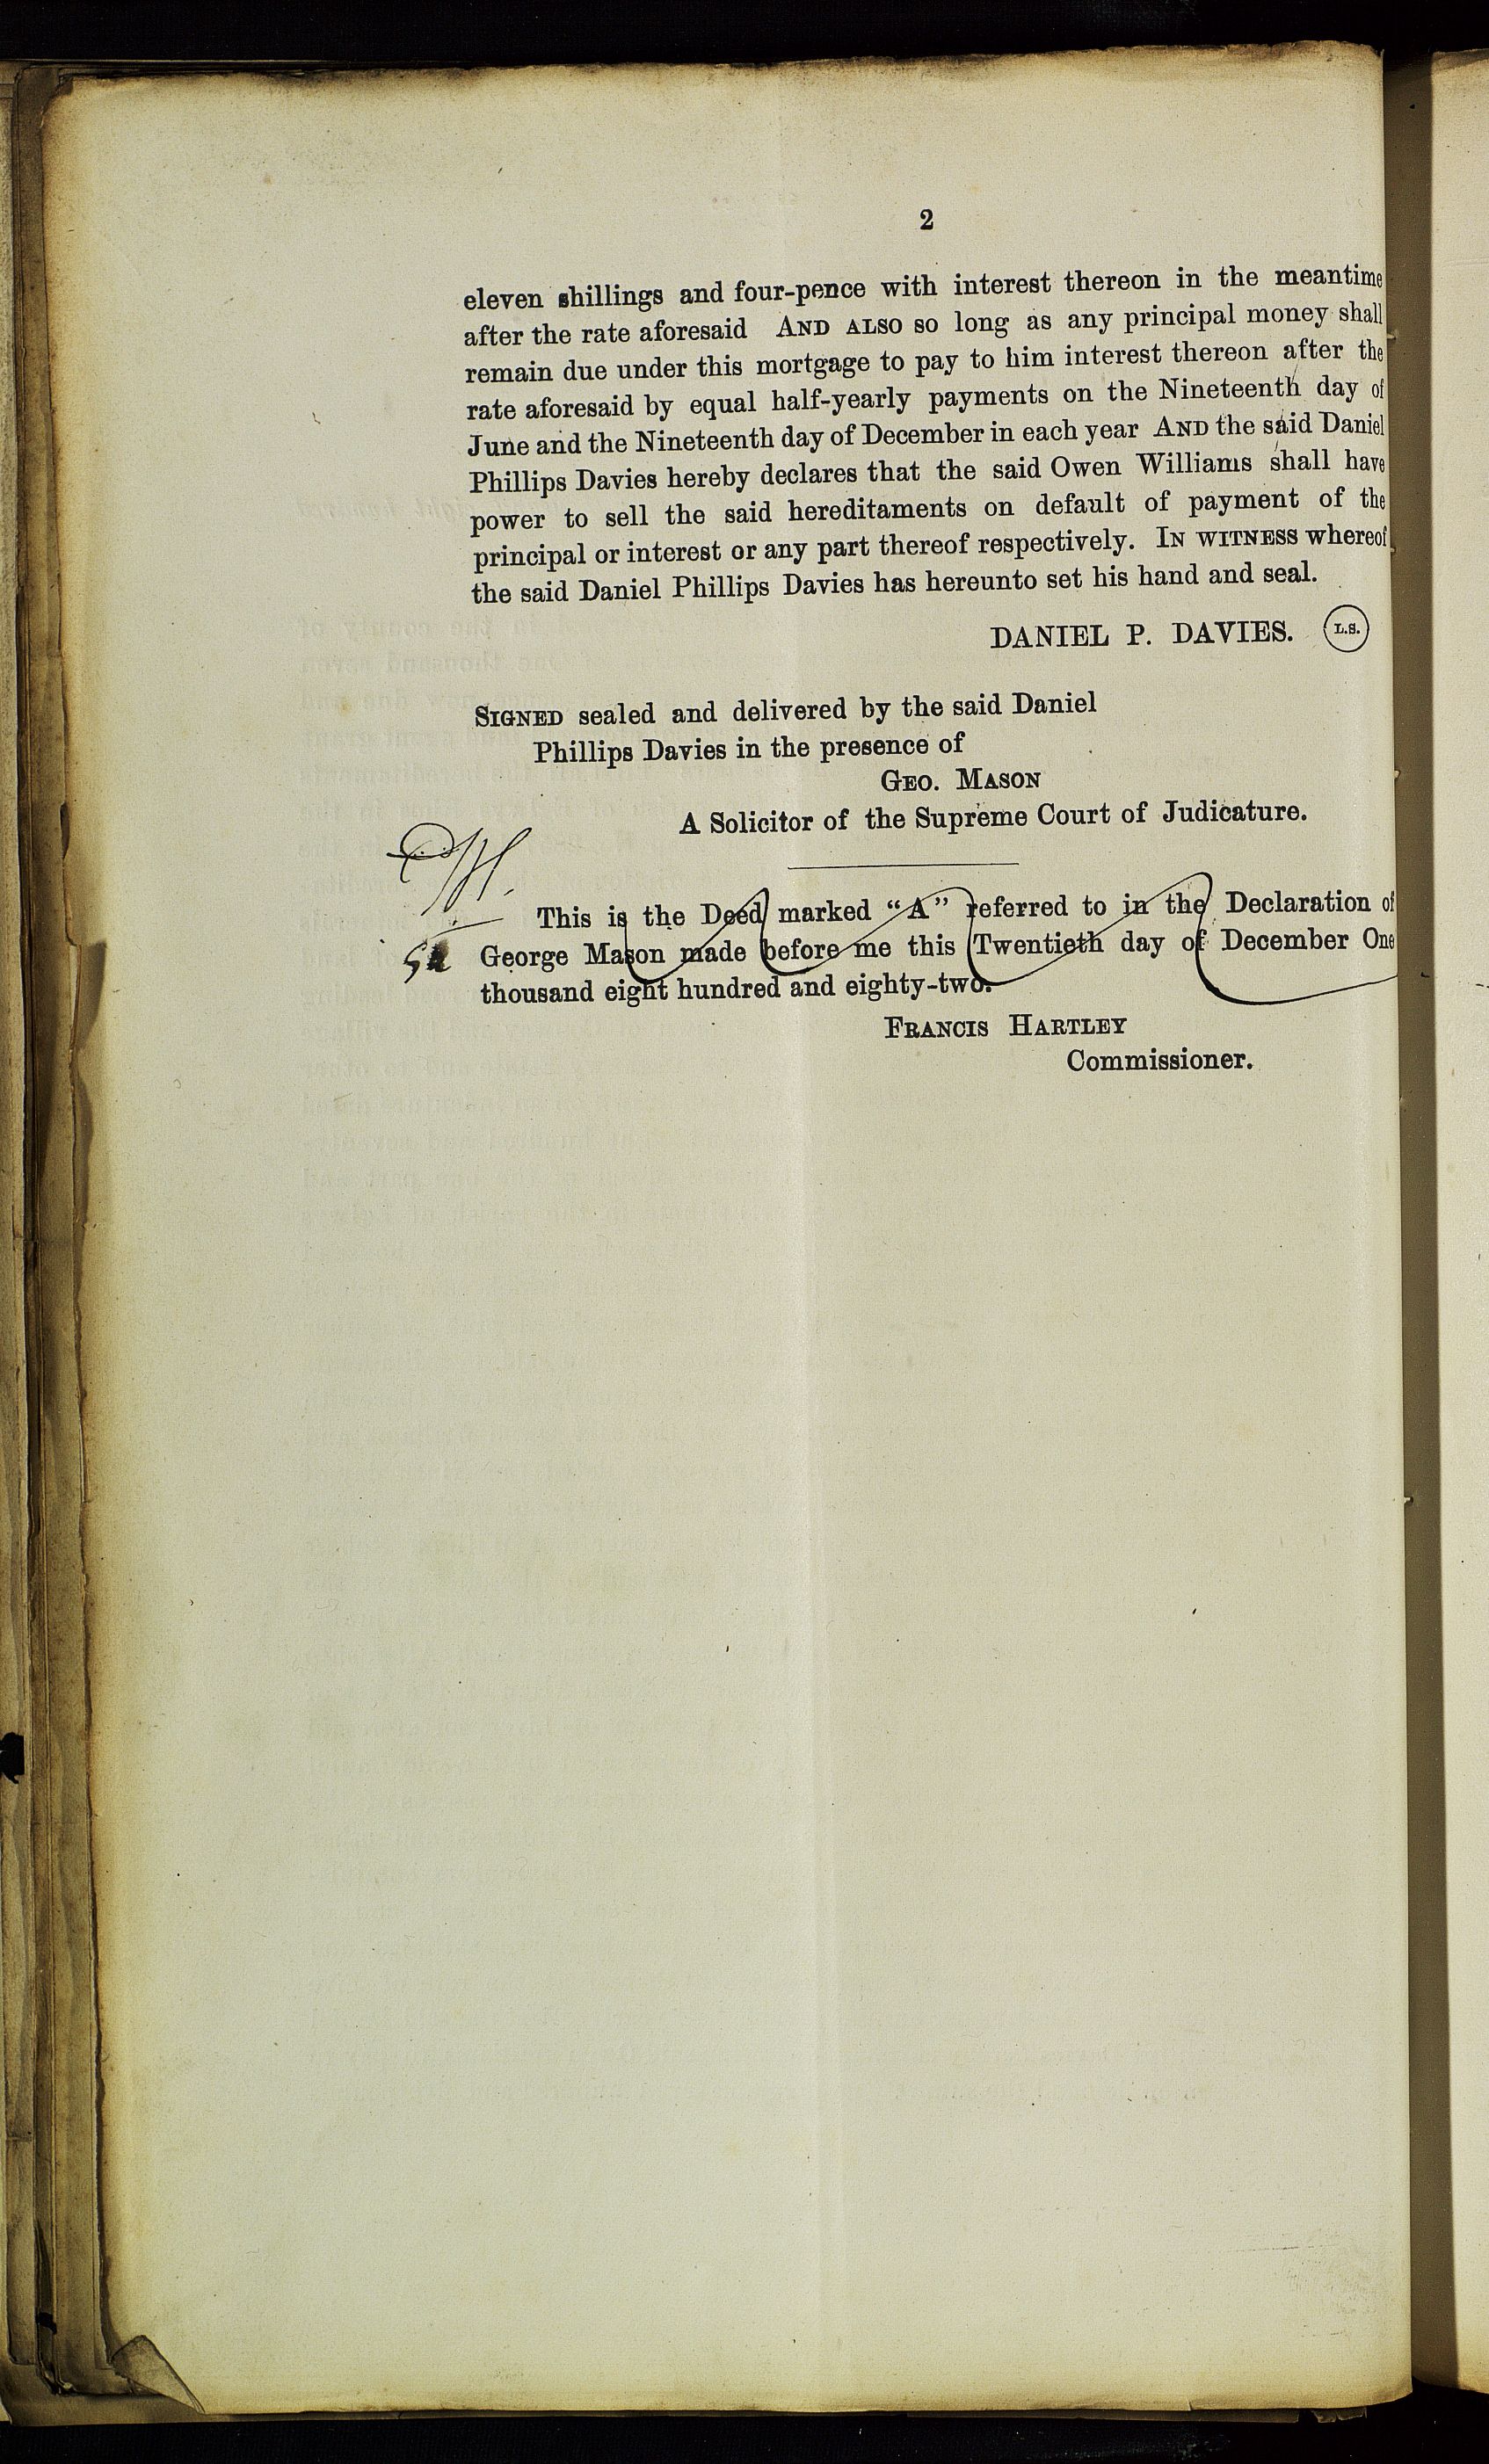 2
eleven shillings and four-pence with interest thereon in the meantime
after the rate aforesaid AND ALSO so long as any principal money shall
remain due under this mortgage to pay to him interest thereon after the
rate aforesaid by equal half-yearly payments on the Nineteenth day of
June and the Nineteenth day of December in each year AND the said Daniel
Phillips Davies hereby declares that the said Owen Williams shall have
power to sell the said hereditaments on default of payment of the
principal or interest or any part thereof respectively. IN WITNESS whereof
the said Daniel Phillips Davies has hereunto set his hand and seal.
DANIEL P. DAVIES. L.S.
SIGNED sealed and delivered by the said Daniel
Phillips Davies in the presence of
GEO. MASON
A Solicitor of the Supreme Court of Judicature.
This is the Deed marked “A” referred to in the Declaration of
George Mason made before me this Twentieth day of December One
thousand eight hundred and eighty-two.
FRANCIS HARTLEY
Commissioner.